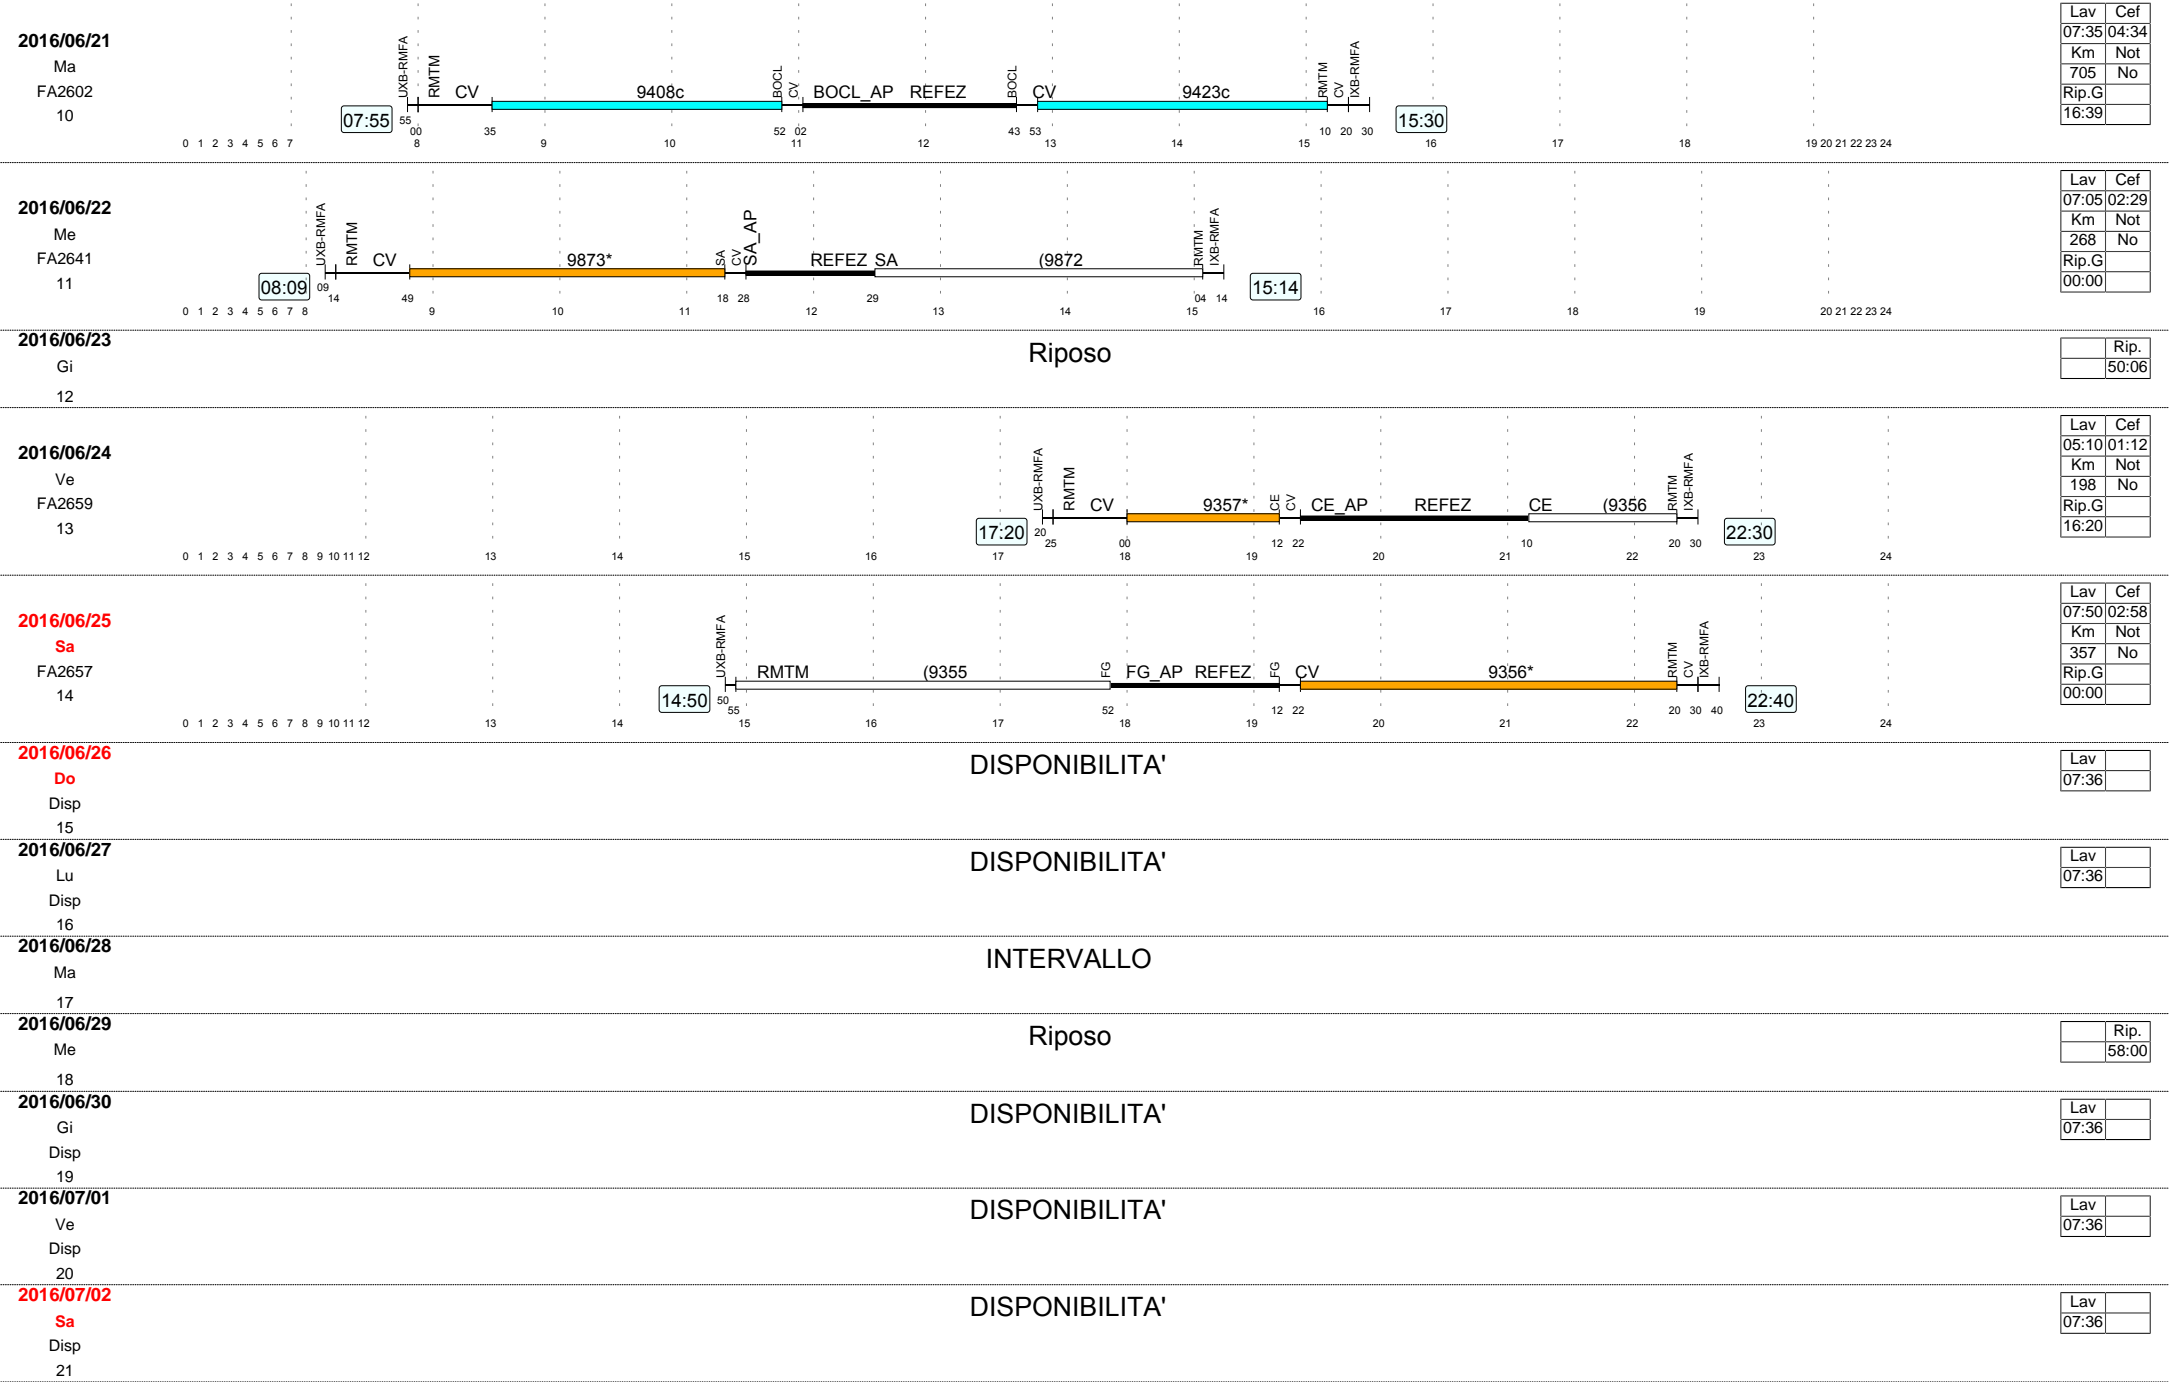 2016/06/21
Ma
FA2602
10
07:55
UXB-RMFA RMTM CV 9408c BOCL CV BOCL_AP REFEZ BOCL CV 9423c RMTM CV IXB-RMFA
15:30
55 00 35 52 02 43 53 10 20 30
0 1 2 3 4 5 6 7 8 9 10 11 12 13 14 15 16 17 18 19 20 21 22 23 24
Lav Cef
07:35 04:34
Km Not
705 No
Rip.G
16:39
2016/06/22
Me
FA2641
11
08:09
UXB-RMFA RMTM CV 9873* SA CV SA_AP REFEZ SA (9872 RMTM IXB-RMFA
15:14
09 14 49 18 28 29 04 14
0 1 2 3 4 5 6 7 8 9 10 11 12 13 14 15 16 17 18 19 20 21 22 23 24
Lav Cef
07:05 02:29
Km Not
268 No
Rip.G
00:00
2016/06/23
Gi
12
Riposo
Rip.
50:06
2016/06/24
Ve
FA2659
13
17:20
UXB-RMFA RMTM CV 9357* CE CV CE_AP REFEZ CE (9356 RMTM IXB-RMFA
22:30
20 25 00 12 22 10 20 30
0 1 2 3 4 5 6 7 8 9 10 11 12 13 14 15 16 17 18 19 20 21 22 23 24
Lav Cef
05:10 01:12
Km Not
198 No
Rip.G
16:20
2016/06/25
Sa
FA2657
14
14:50
UXB-RMFA RMTM (9355 FG FG_AP REFEZ FG CV 9356* RMTM CV IXB-RMFA
22:40
50 55 52 12 22 20 30 40
0 1 2 3 4 5 6 7 8 9 10 11 12 13 14 15 16 17 18 19 20 21 22 23 24
Lav Cef
07:50 02:58
Km Not
357 No
Rip.G
00:00
2016/06/26
Do
Disp
15
DISPONIBILITA'
Lav
07:36
2016/06/27
Lu
Disp
16
DISPONIBILITA'
Lav
07:36
2016/06/28
Ma
17
INTERVALLO
2016/06/29
Me
18
Riposo
Rip.
58:00
2016/06/30
Gi
Disp
19
DISPONIBILITA'
Lav
07:36
2016/07/01
Ve
Disp
20
DISPONIBILITA'
Lav
07:36
2016/07/02
Sa
Disp
21
DISPONIBILITA'
Lav
07:36